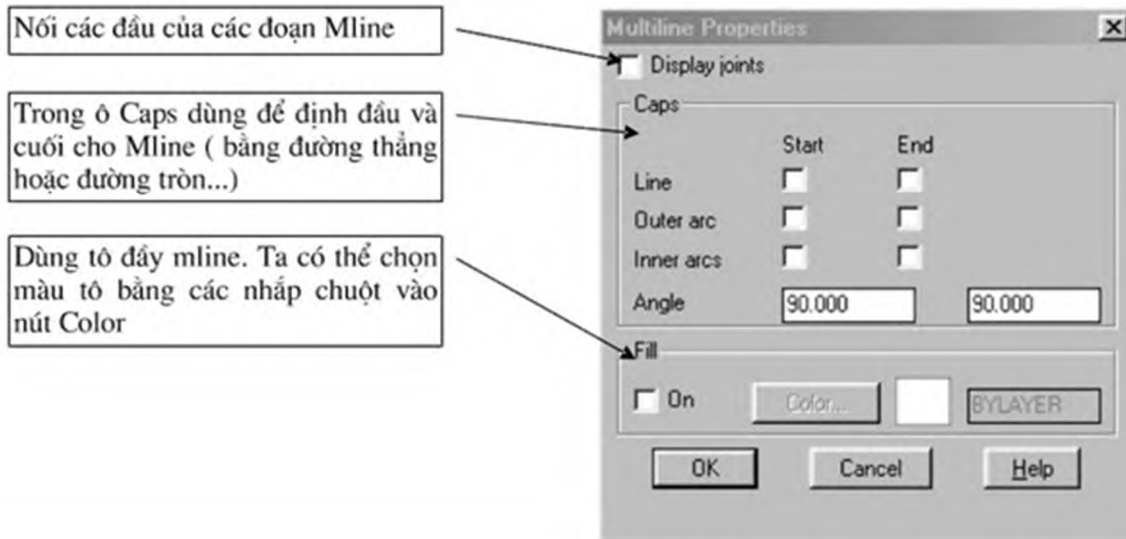 Nối các đầu của các đoạn Mline
Trong ô Caps dùng để định đầu và
cuối cho Mline ( bằng đường thẳng
hoặc đường tròn...)
Dùng tô đầy mline. Ta có thể chọn
màu tô bằng các nhắp chuột vào
nút Color
Multiline Properties
Display joints
Caps
Start End
Line
Outer arc
Inner arcs
Angle 90.000 90.000
Fill
On Color... BYLAYER
OK Cancel Help